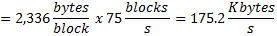 = 2,336 bytes/block x 75 blocks/s = 175.2 Kbytes/s